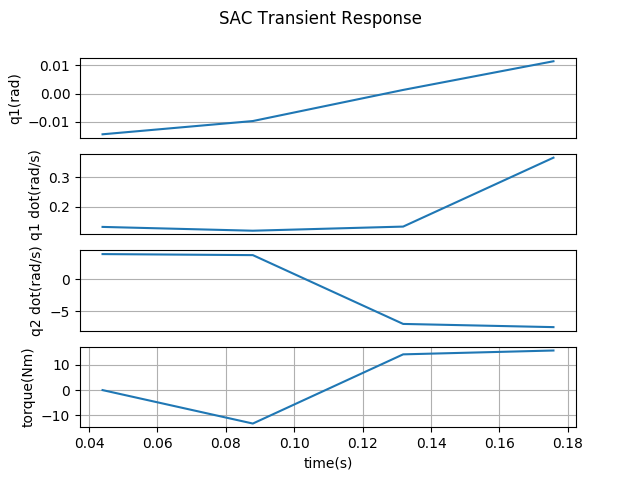 SAC Transient Response
q1(rad)
0.01
0.00
−0.01
q1 dot(rad/s)
0.3
0.2
q2 dot(rad/s)
0
−5
torque(Nm)
10
0
−10
0.04 0.06 0.08 0.10 0.12 0.14 0.16 0.18
time(s)